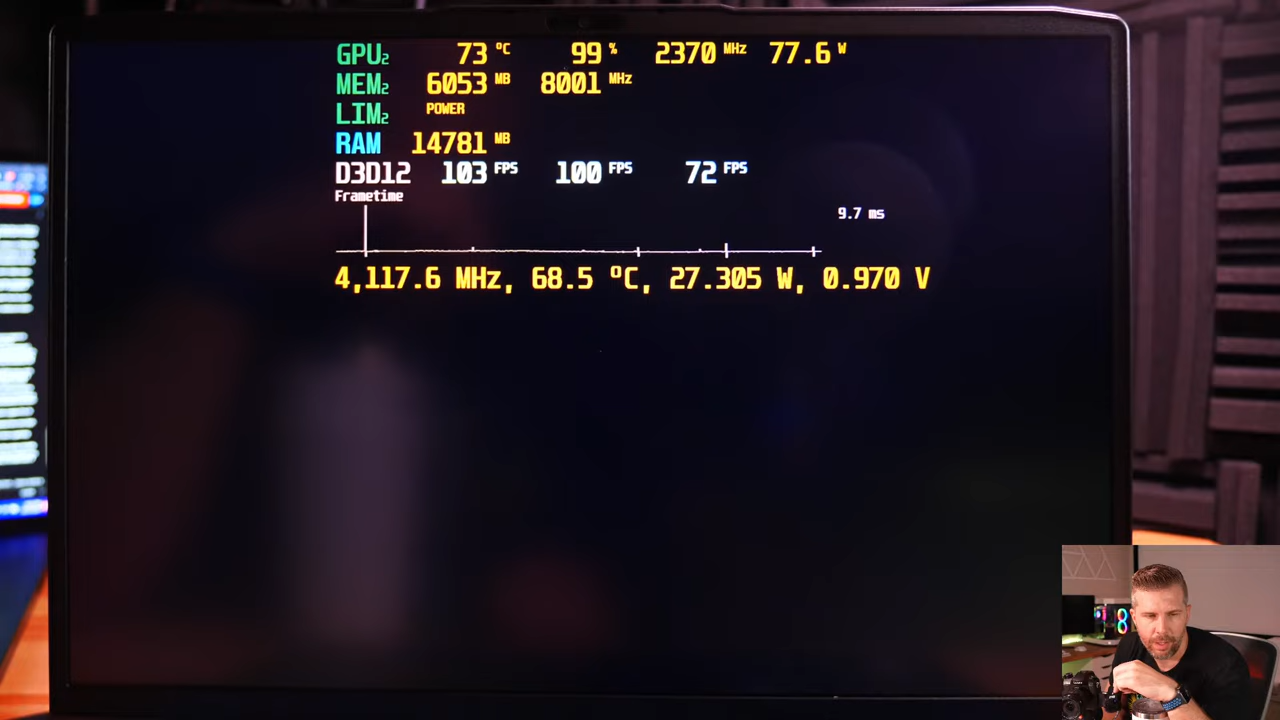 GPU2 73 °C 99 % 2370 MHz 77.6 W
MEM2 6053 MB 8001 MHz
LIM2 POWER
RAM 14781 MB
D3D12 103 FPS 100 FPS 72 FPS
Frametime
9.7 ms
4,117.6 MHz, 68.5 °C, 27.305 W, 0.970 V